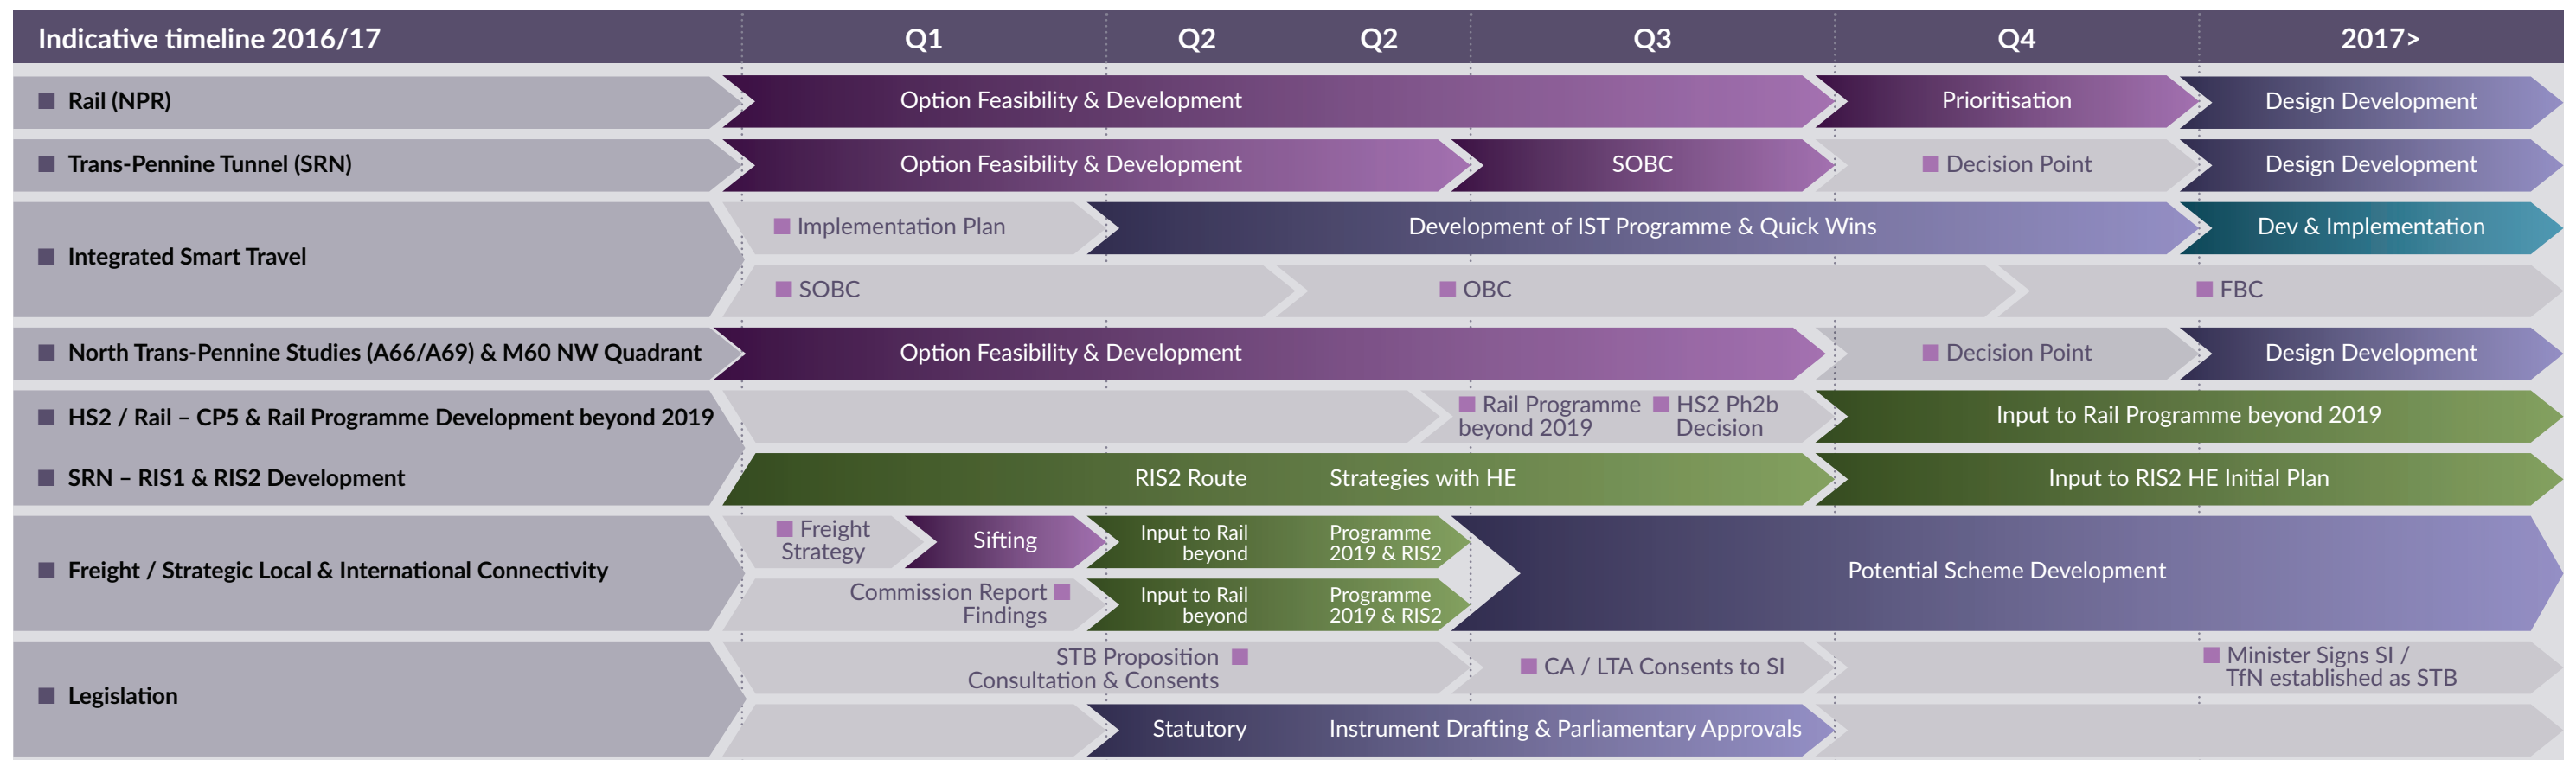 Indicative timeline 2016/17 Q1 Q2 Q2 Q3 Q4 2017>
Rail (NPR) Option Feasibility & Development Prioritisation Design Development
Trans-Pennine Tunnel (SRN) Option Feasibility & Development SOBC Decision Point Design Development
Integrated Smart Travel
Implementation Plan Development of IST Programme & Quick Wins Dev & Implementation
SOBC OBC FBC
North Trans-Pennine Studies (A66/A69) & M60 NW Quadrant Option Feasibility & Development Decision Point Design Development
HS2 / Rail – CP5 & Rail Programme Development beyond 2019
Rail Programme
beyond 2019
HS2 Ph2b
Decision
Input to Rail Programme beyond 2019
SRN – RIS1 & RIS2 Development RIS2 Route Strategies with HE Input to RIS2 HE Initial Plan
Freight / Strategic Local & International Connectivity
Freight
Strategy
Sifting
Input to Rail
beyond
Programme
2019 & RIS2
Commission Report
Findings
Input to Rail
beyond
Programme
2019 & RIS2
Potential Scheme Development
Legislation
STB Proposition
Consultation & Consents
CA / LTA Consents to SI
Minister Signs SI /
TfN established as STB
Statutory Instrument Drafting & Parliamentary Approvals